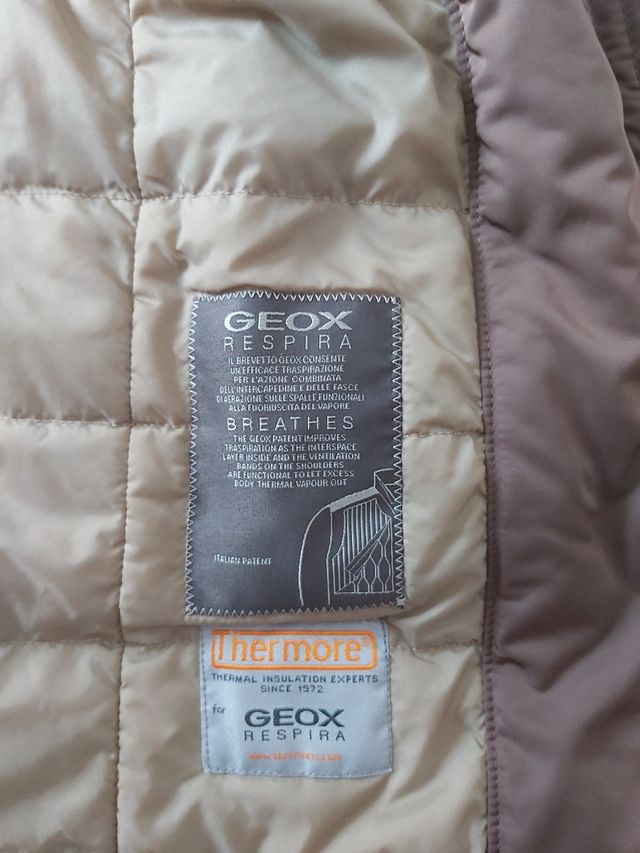 GEOX
RESPIRA
IL BREVETTO GEOX CONSENTE
UN EFFICACE TRASPIRAZIONE
PER L'AZIONE COMBINATA
DELL'INTERCAPEDINE E DELLE FASCE
DI AERAZIONE SULLE SPALLE, FUNZIONALI
ALLA FUORIUSCITA DEL VAPORE
BREATHES
THE GEOX PATENT IMPROVES
TRASPIRATION AS THE INTERSPACE
LAYER INSIDE AND THE VENTILATION
BANDS ON THE SHOULDERS
ARE FUNCTIONAL TO LET EXCESS
BODY THERMAL VAPOUR OUT
ITALIAN PATENT
Thermore®
THERMAL INSULATION EXPERTS
SINCE 1972
for
GEOX
RESPIRA